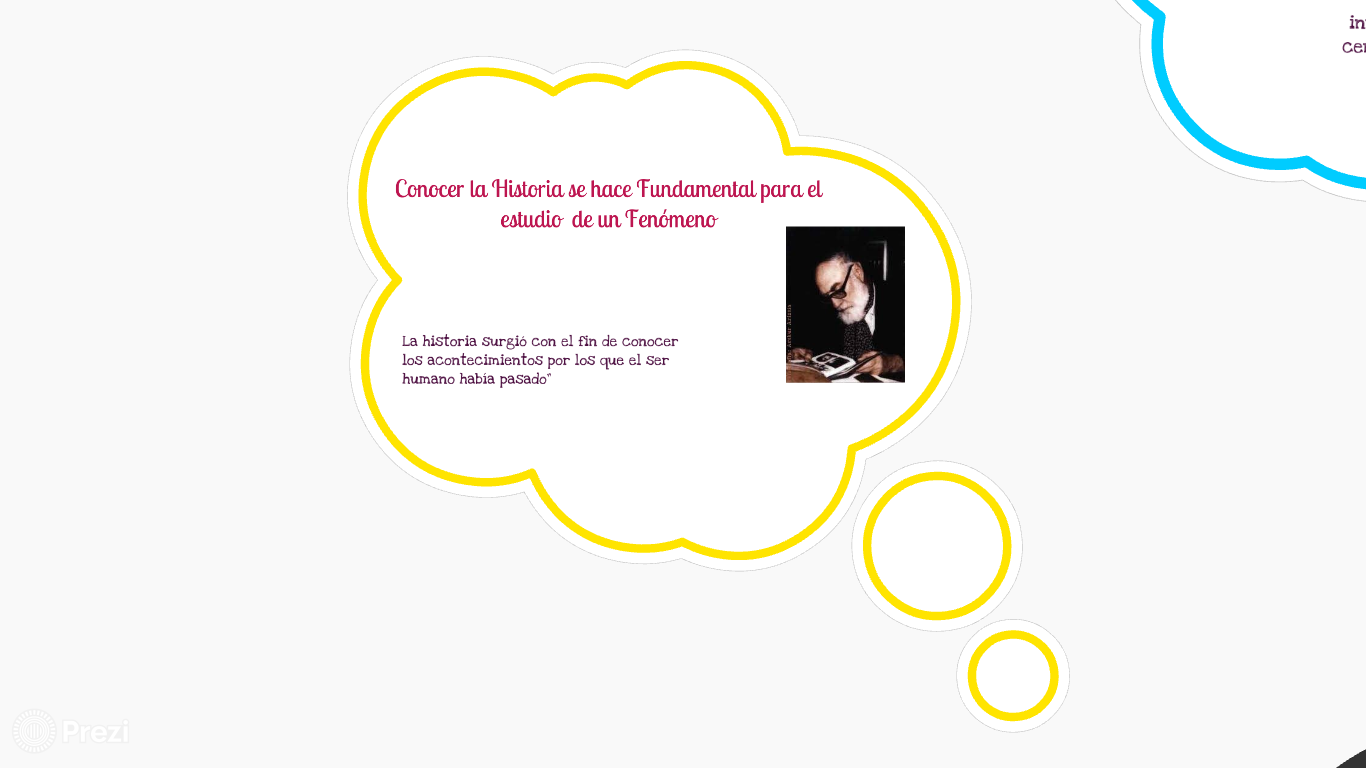 Conocer la Historia se hace Fundamental para el
estudio de un Fenómeno
La historia surgió con el fin de conocer
los acontecimientos por los que el ser
humano había pasado"
Prezi